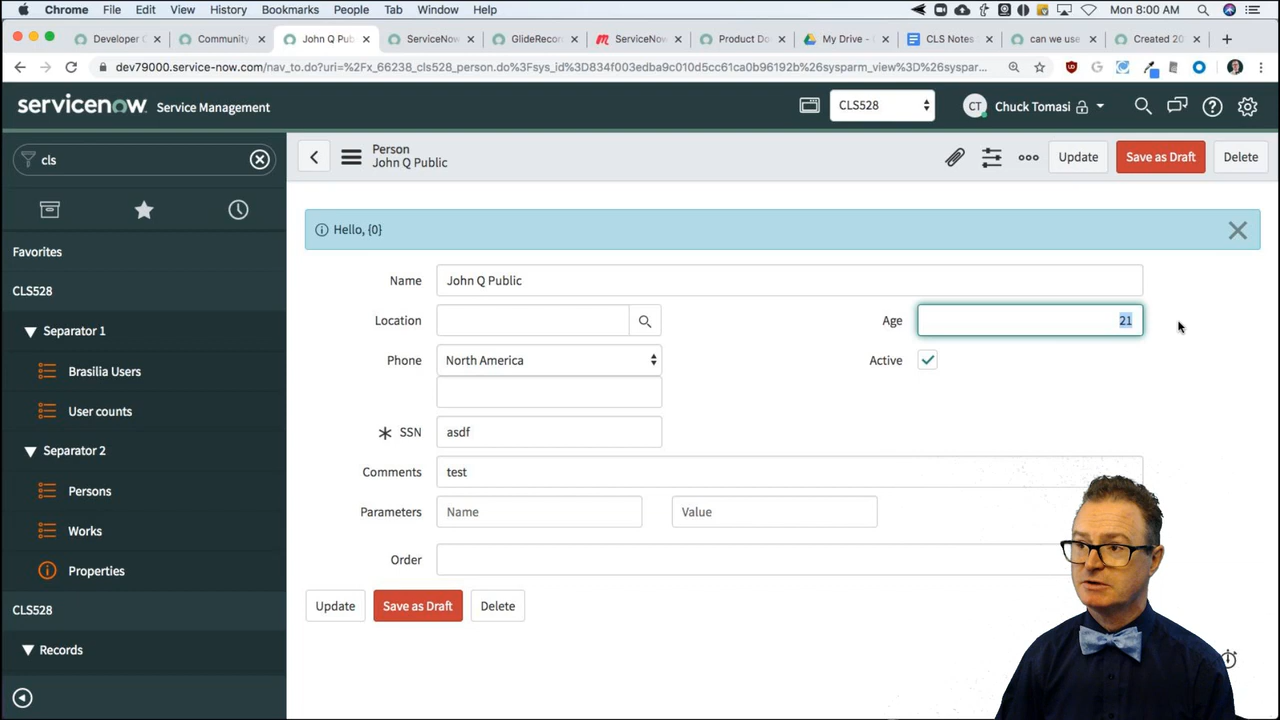 Chrome File Edit View History Bookmarks People Tab Window Help Mon 8:00 AM
Developer C Community John Q Pub ServiceNow GlideRecor ServiceNow Product Do My Drive - CLS Notes can we use Created 20
dev79000.service-now.com/nav_to.do?uri=%2Fx_66238_cls528_person.do%3Fsys_id%3D834f003edba9c010d5cc61ca0b96192b%26sysparm_view%3D%26syspar...
servicenow Service Management CLS528 CT Chuck Tomasi
cls
Person
John Q Public
Update Save as Draft Delete
Favorites
CLS528
Separator 1
Brasilia Users
User counts
Separator 2
Persons
Works
Properties
CLS528
Records
Hello, {0}
Name John Q Public
Location Age 21
Phone North America Active
SSN asdf
Comments test
Parameters Name Value
Order
Update Save as Draft Delete